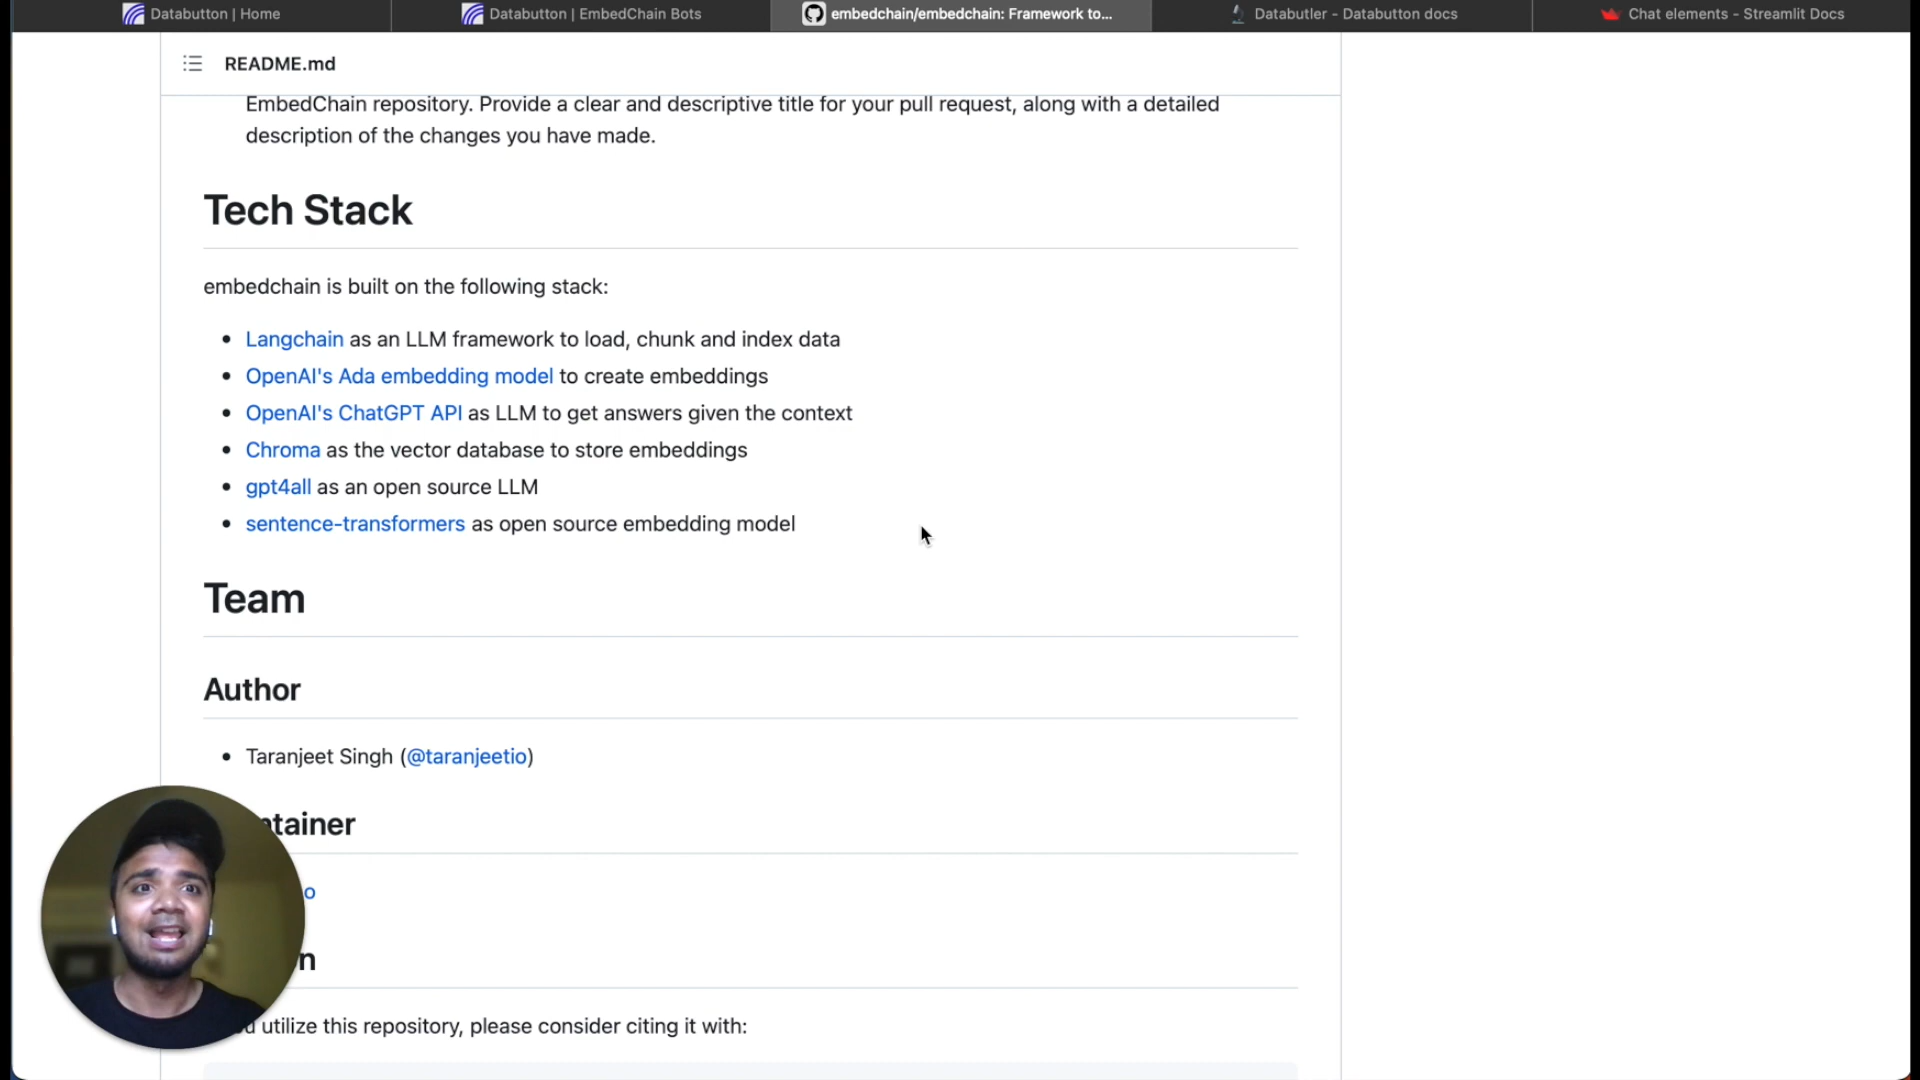 Databutton | Home
Databutton | EmbedChain Bots
embedchain/embedchain: Framework to...
Databutler - Databutton docs
Chat elements - Streamlit Docs
README.md
EmbedChain repository. Provide a clear and descriptive title for your pull request, along with a detailed
description of the changes you have made.
Tech Stack
embedchain is built on the following stack:
Langchain as an LLM framework to load, chunk and index data
OpenAI's Ada embedding model to create embeddings
OpenAI's ChatGPT API as LLM to get answers given the context
Chroma as the vector database to store embeddings
gpt4all as an open source LLM
sentence-transformers as open source embedding model
Team
Author
Taranjeet Singh (@taranjeetio)
utilize this repository, please consider citing it with: